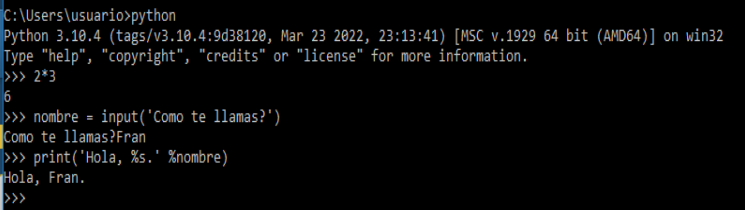 C:\Users\usuario>python
Python 3.10.4 (tags/v3.10.4:9d38120, Mar 23 2022, 23:13:41) [MSC v.1929 64 bit (AMD64)] on win32
Type "help", "copyright", "credits" or "license" for more information.
>>> 2*3
6
>>> nombre = input('Como te llamas?')
Como te llamas?Fran
>>> print('Hola, %s.' %nombre)
Hola, Fran.
>>>